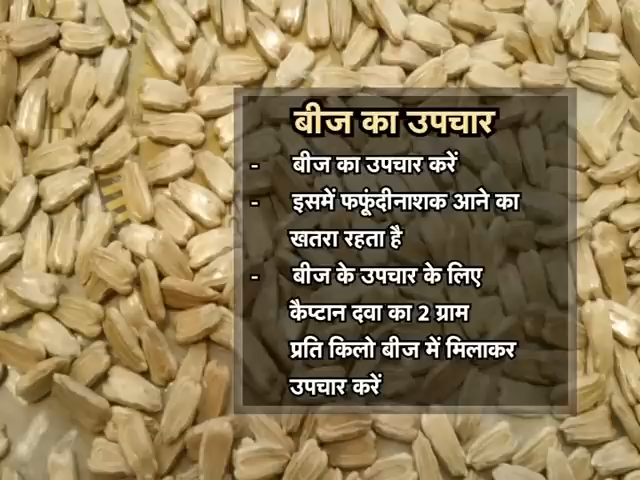 बीज का उपचार
- बीज का उपचार करें
- इसमें फफूंदीनाशक आने का
खतरा रहता है
- बीज के उपचार के लिए
कैप्टान दवा का 2 ग्राम
प्रति किलो बीज में मिलाकर
उपचार करें